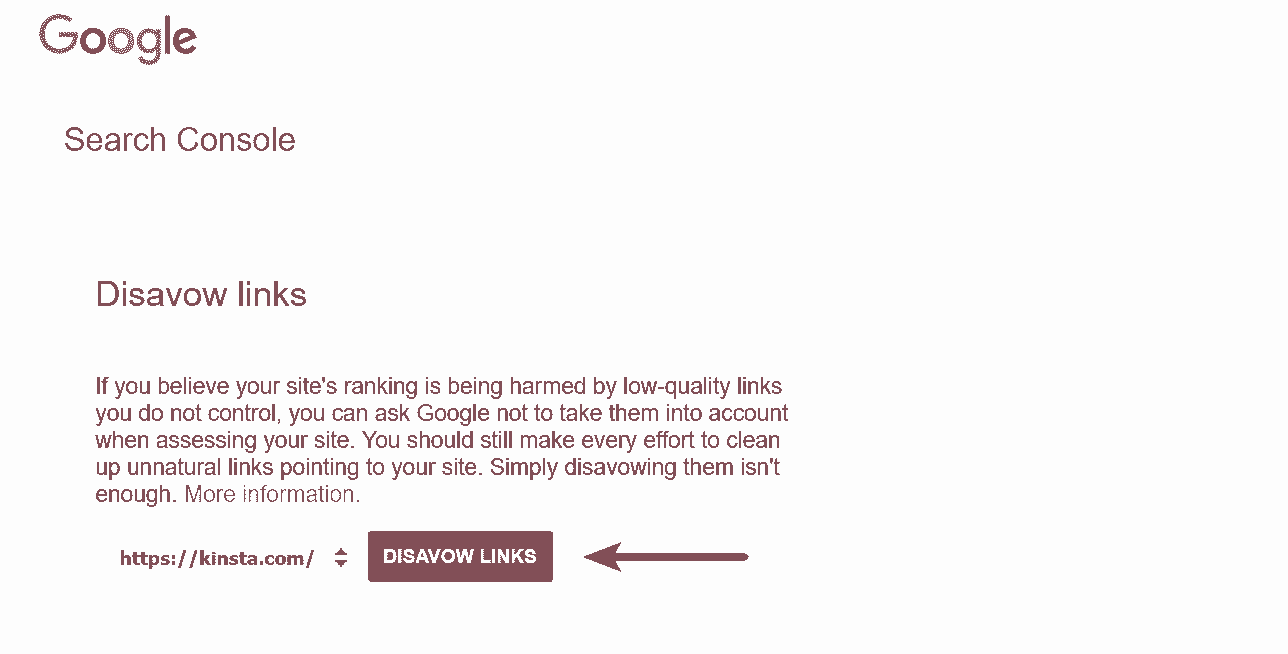 Google
Search Console
Disavow links
If you believe your site's ranking is being harmed by low-quality links
you do not control, you can ask Google not to take them into account
when assessing your site. You should still make every effort to clean
up unnatural links pointing to your site. Simply disavowing them isn't
enough. More information.
https://kinsta.com/ DISAVOW LINKS